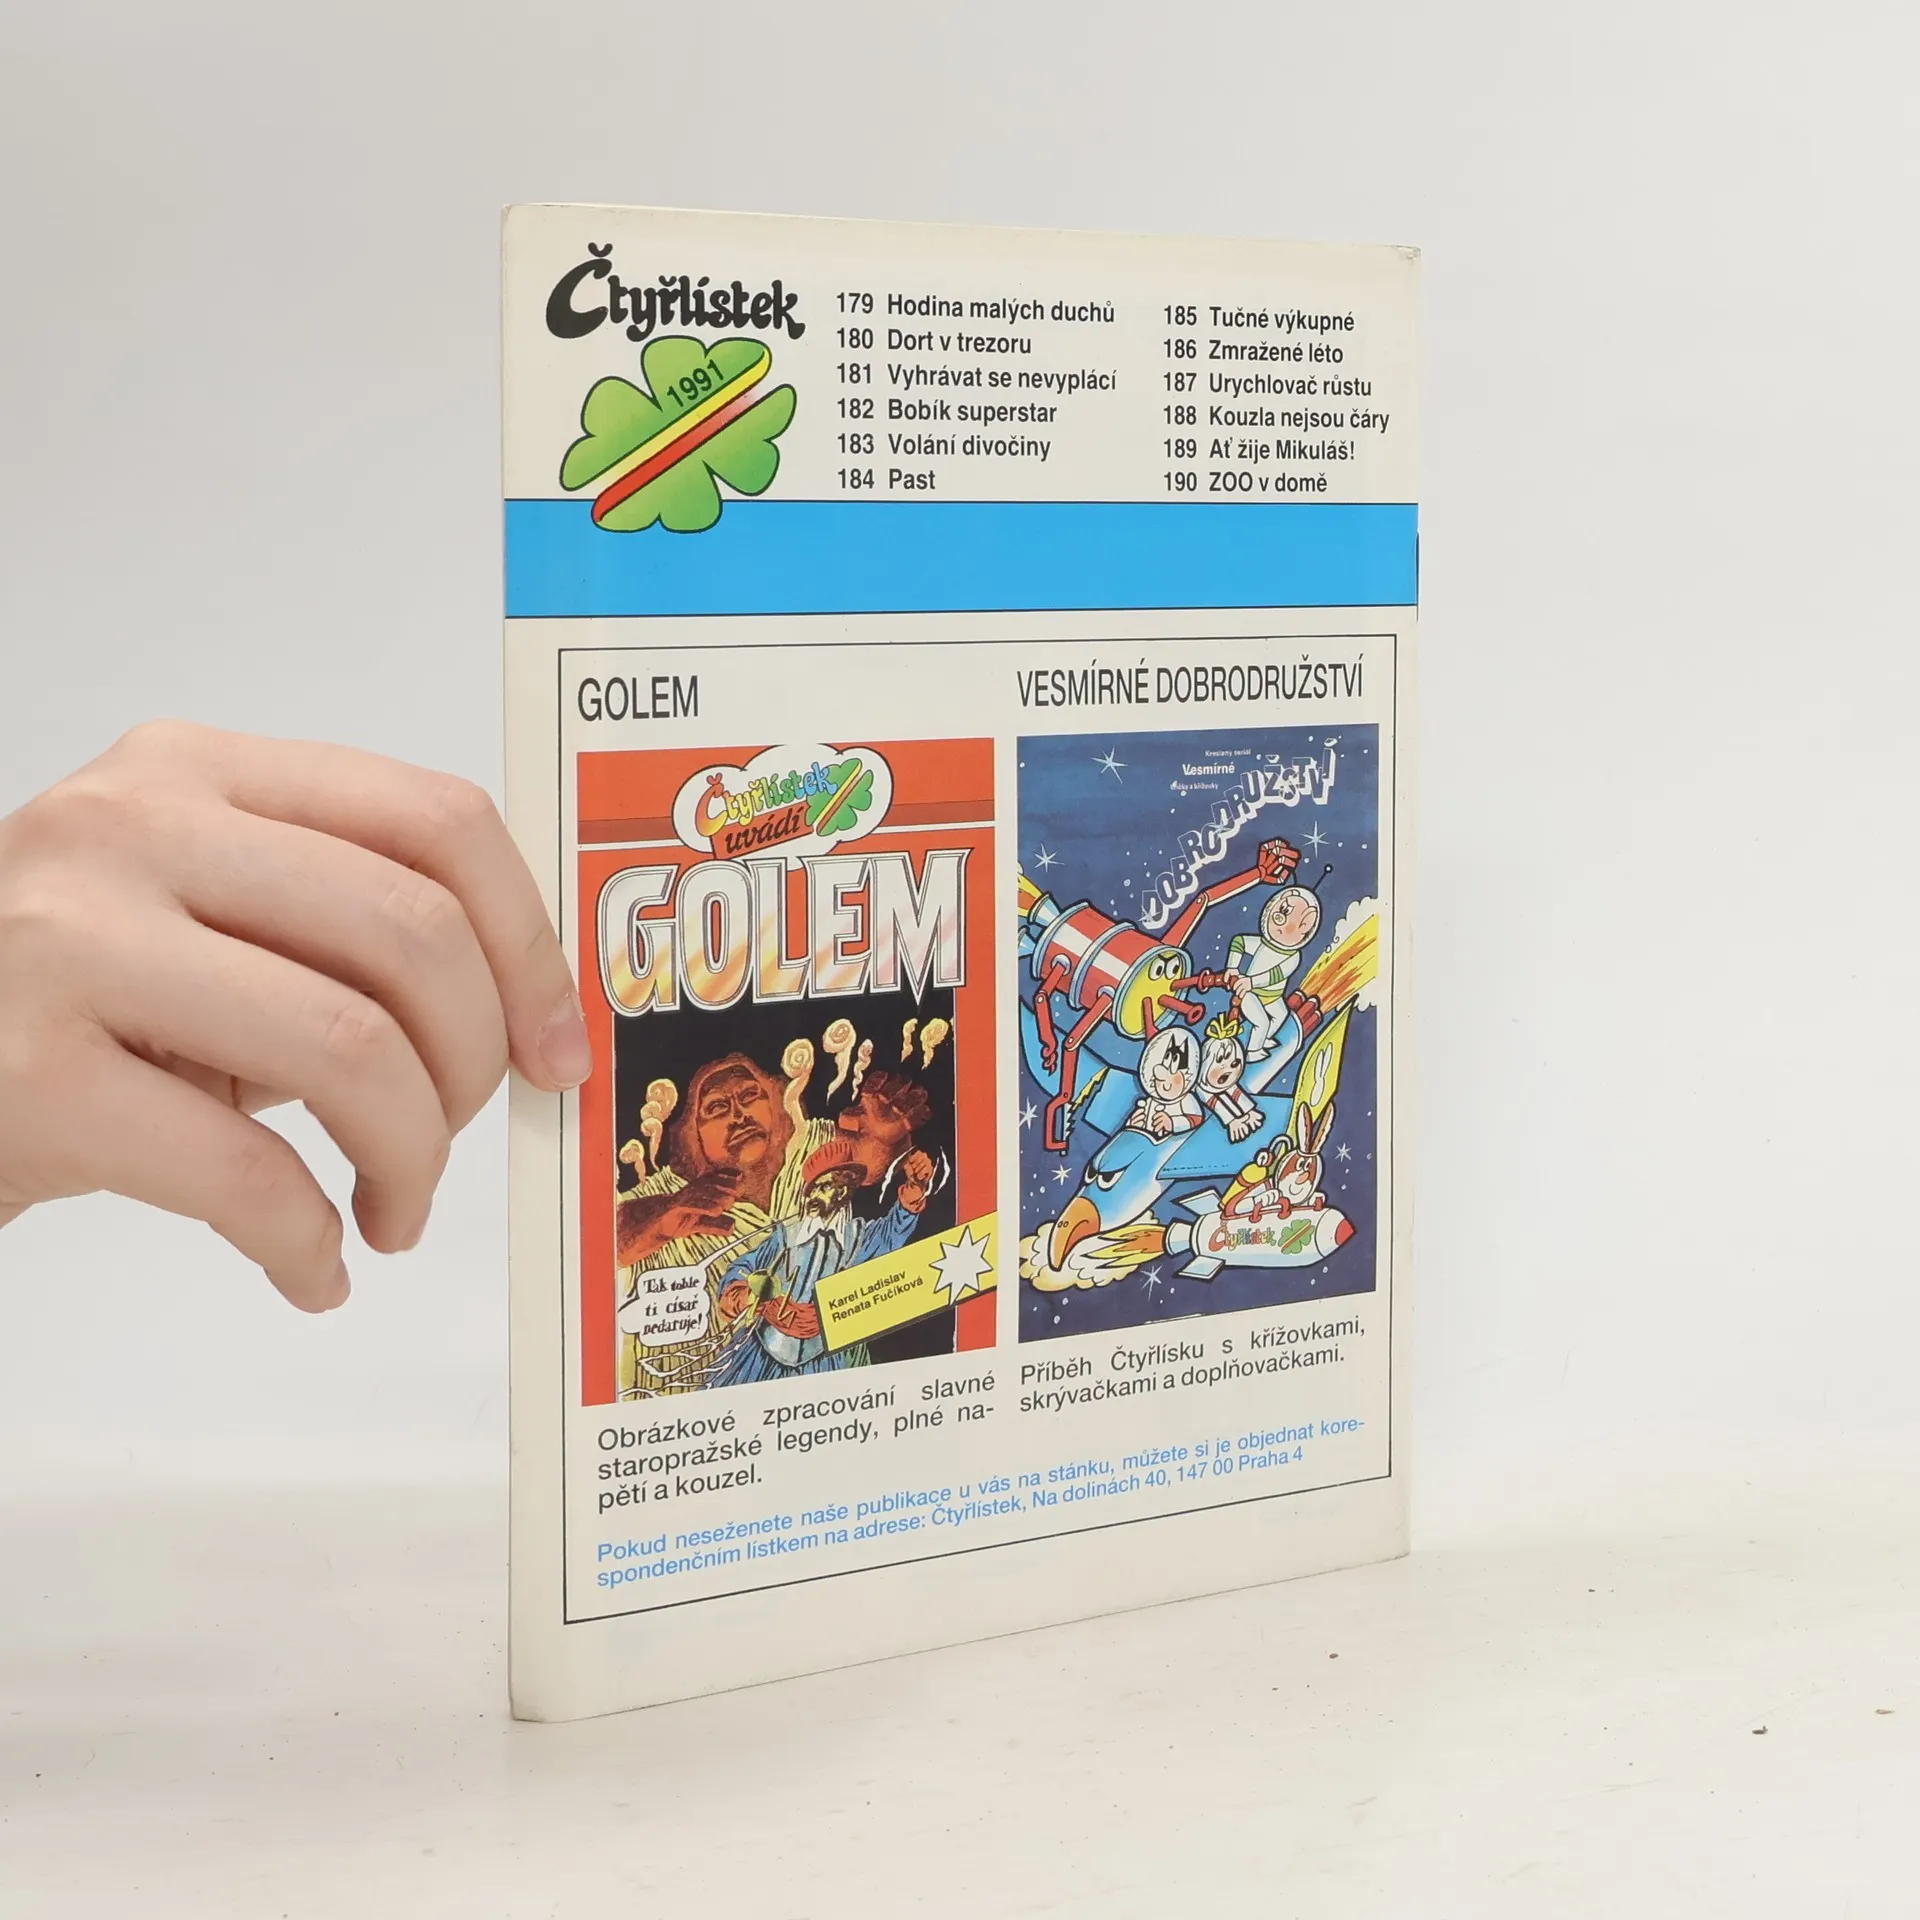 Čtyřlístek
1991
179 Hodina malých duchů
180 Dort v trezoru
181 Vyhrávat se nevyplácí
182 Bobík superstar
183 Volání divočiny
184 Past
185 Tučné výkupné
186 Zmražené léto
187 Urychlovač růstu
188 Kouzla nejsou čáry
189 Ať žije Mikuláš!
190 ZOO v domě
GOLEM
Čtyřlístek
uvádí
GOLEM
Tak tohle
ti císař
nedaruje!
Karel Ladislav
Renata Fučíková
Obrázkové zpracování slavné
staropražské legendy, plné na-
pětí a kouzel.
VESMÍRNÉ DOBRODRUŽSTVÍ
Kreslený seriál
Vesmírné
a křížovky
DOBRODRUŽSTVÍ
Čtyřlístek
Příběh Čtyřlísku s křížovkami,
skrývačkami a doplňovačkami.
Pokud neseženete naše publikace u vás na stánku, můžete si je objednat kore-
spondenčním lístkem na adrese: Čtyřlístek, Na dolinách 40, 147 00 Praha 4